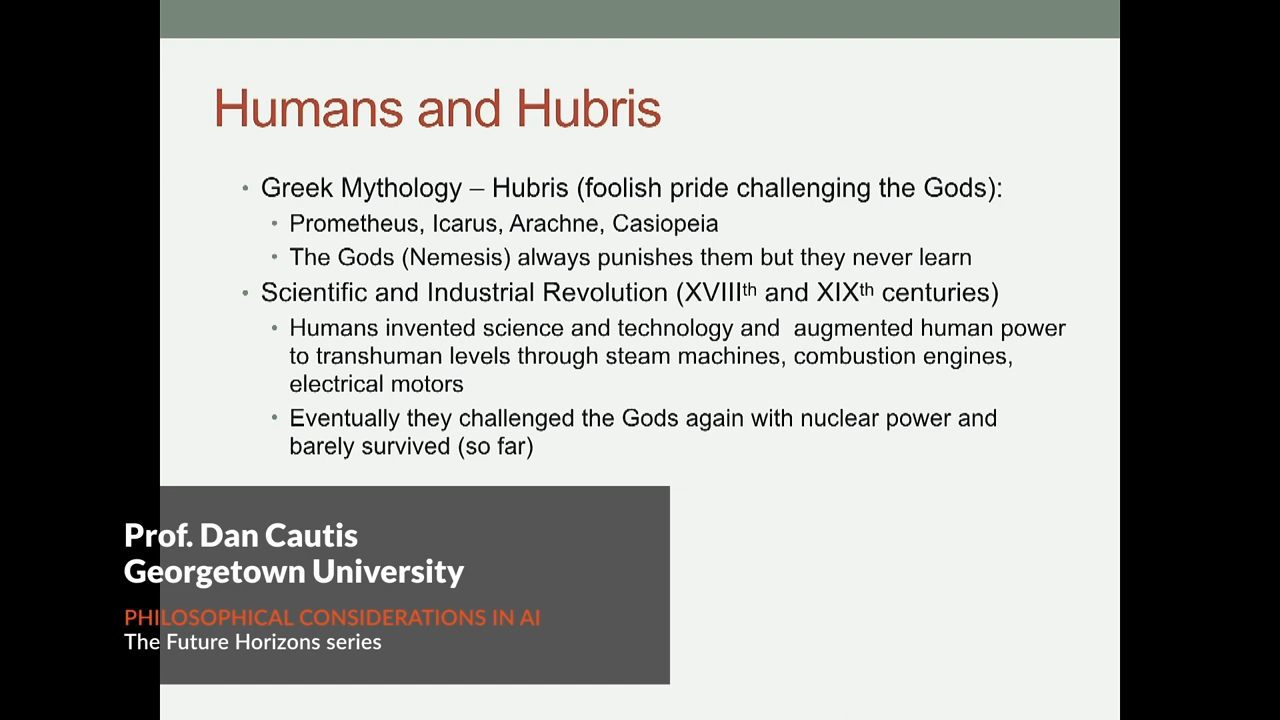 Humans and Hubris
• Greek Mythology – Hubris (foolish pride challenging the Gods):
• Prometheus, Icarus, Arachne, Casiopeia
• The Gods (Nemesis) always punishes them but they never learn
• Scientific and Industrial Revolution (XVIIIth and XIXth centuries)
• Humans invented science and technology and  augmented human power
to transhuman levels through steam machines, combustion engines,
electrical motors
• Eventually they challenged the Gods again with nuclear power and
barely survived (so far)
Prof. Dan Cautis
Georgetown University
PHILOSOPHICAL CONSIDERATIONS IN AI
The Future Horizons series